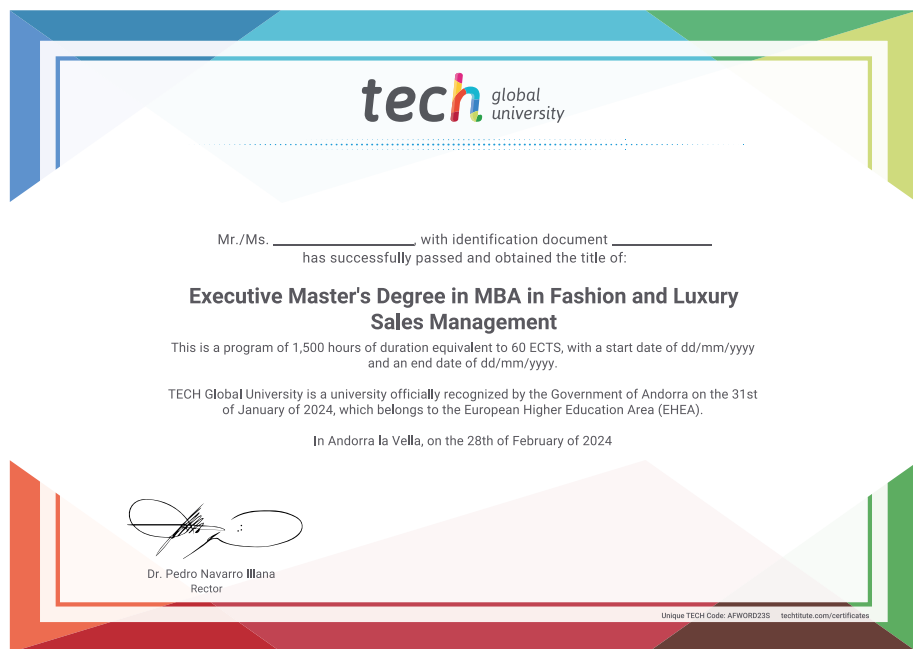 tech global
university
Mr./Ms. ____________, with identification document ____________
has successfully passed and obtained the title of:
Executive Master's Degree in MBA in Fashion and Luxury
Sales Management
This is a program of 1,500 hours of duration equivalent to 60 ECTS, with a start date of dd/mm/yyyy
and an end date of dd/mm/yyyy.
TECH Global University is a university officially recognized by the Government of Andorra on the 31st
of January of 2024, which belongs to the European Higher Education Area (EHEA).
In Andorra la Vella, on the 28th of February of 2024
Dr. Pedro Navarro Illana
Rector
Unique TECH Code: AFWORD23S techtitute.com/certificates